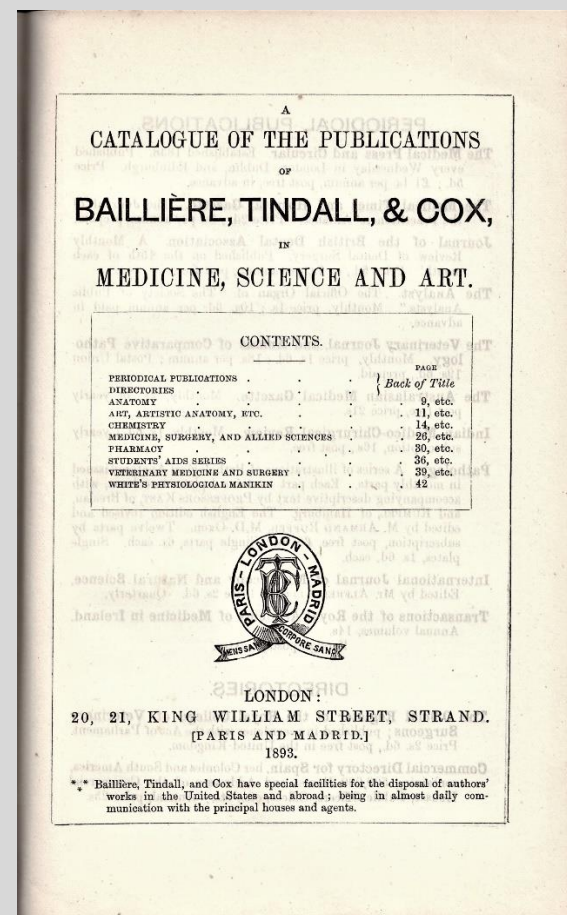 A
CATALOGUE OF THE PUBLICATIONS
OF
BAILLIÈRE, TINDALL, & COX,
IN
MEDICINE, SCIENCE AND ART.
CONTENTS.
PAGE
PERIODICAL PUBLICATIONS . . . . } Back of Title
DIRECTORIES . . . .
ANATOMY . . . . . 9, etc.
ART, ARTISTIC ANATOMY, ETC. . . . 11, etc.
CHEMISTRY . . . . . 14, etc.
MEDICINE, SURGERY, AND ALLIED SCIENCES . . 26, etc.
PHARMACY . . . . . 30, etc.
STUDENTS' AIDS SERIES . . . . 36, etc.
VETERINARY MEDICINE AND SURGERY . . . 39, etc.
WHITE'S PHYSIOLOGICAL MANIKIN . . . 42
PARIS - LONDON - MADRID
BTC
MENS SANA CORPORE SANO
LONDON:
20, 21, KING WILLIAM STREET, STRAND.
[PARIS AND MADRID.]
1893.
*** Baillière, Tindall, and Cox have special facilities for the disposal of authors'
works in the United States and abroad; being in almost daily com-
munication with the principal houses and agents.